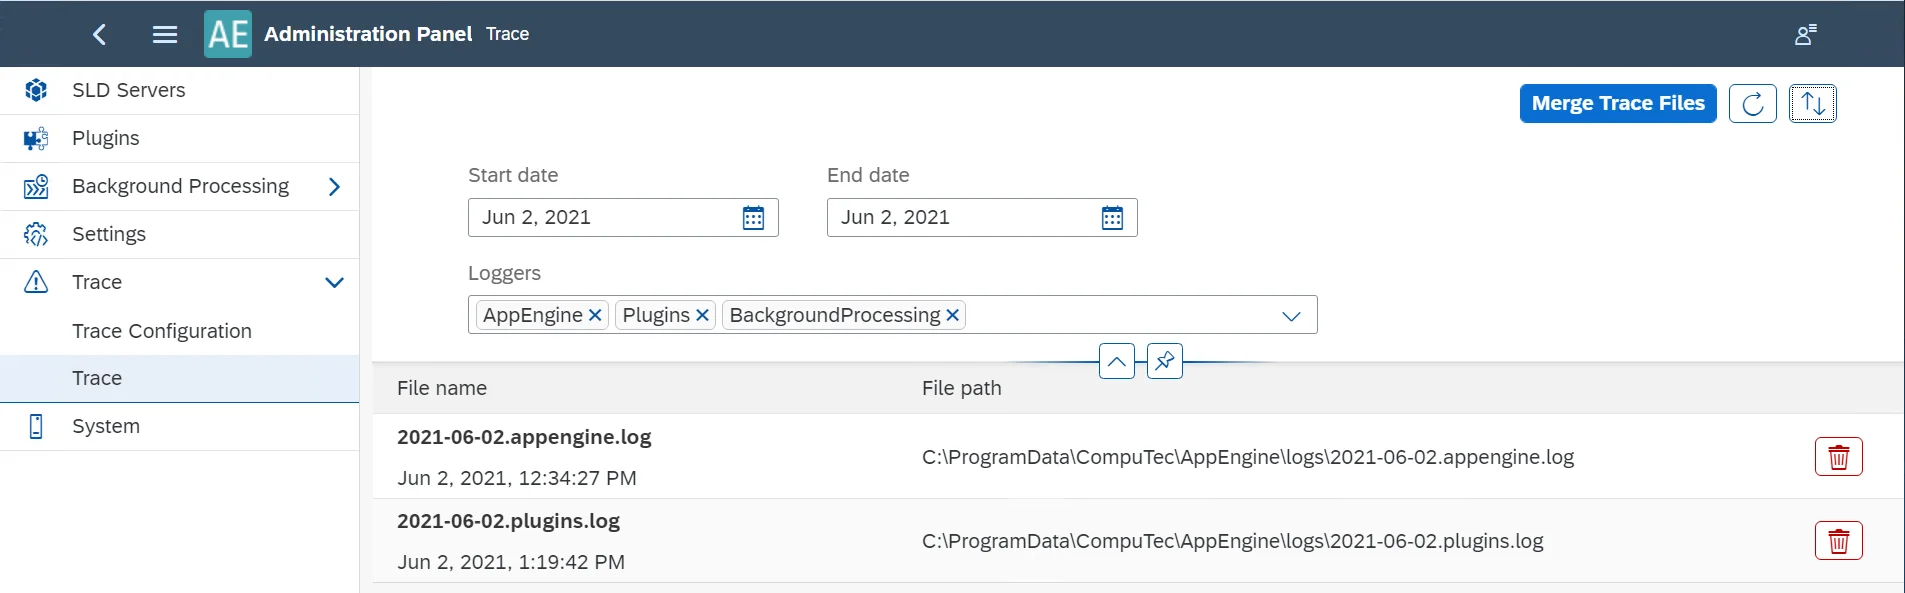 AE Administration Panel Trace
SLD Servers
Plugins
Background Processing
Settings
Trace
Trace Configuration
Trace
System
Merge Trace Files
Start date
End date
Jun 2, 2021
Jun 2, 2021
Loggers
AppEngine Plugins BackgroundProcessing
File name
File path
2021-06-02.appengine.log
Jun 2, 2021, 12:34:27 PM
C:\ProgramData\CompuTec\AppEngine\logs\2021-06-02.appengine.log
2021-06-02.plugins.log
Jun 2, 2021, 1:19:42 PM
C:\ProgramData\CompuTec\AppEngine\logs\2021-06-02.plugins.log